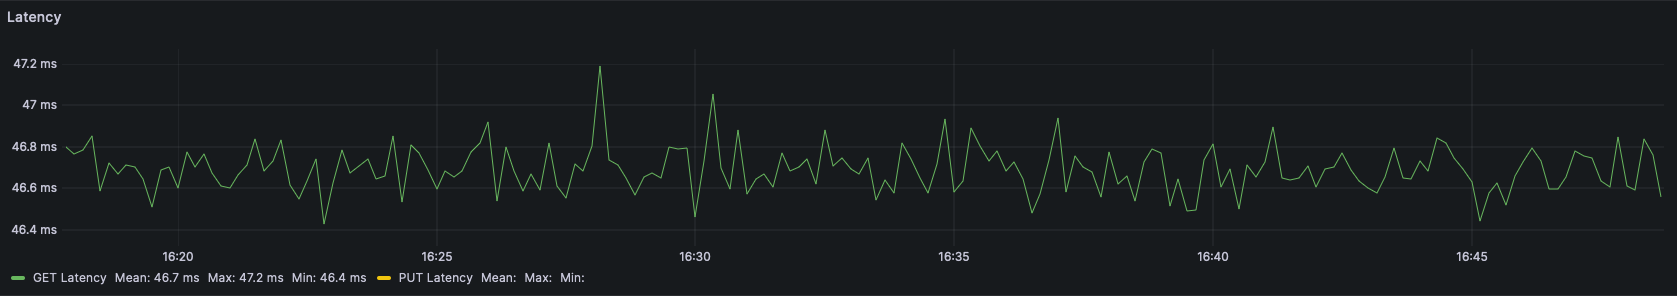 Latency
47.2 ms
47 ms
46.8 ms
46.6 ms
46.4 ms
16:20 16:25 16:30 16:35 16:40 16:45
GET Latency Mean: 46.7 ms Max: 47.2 ms Min: 46.4 ms PUT Latency Mean: Max: Min: